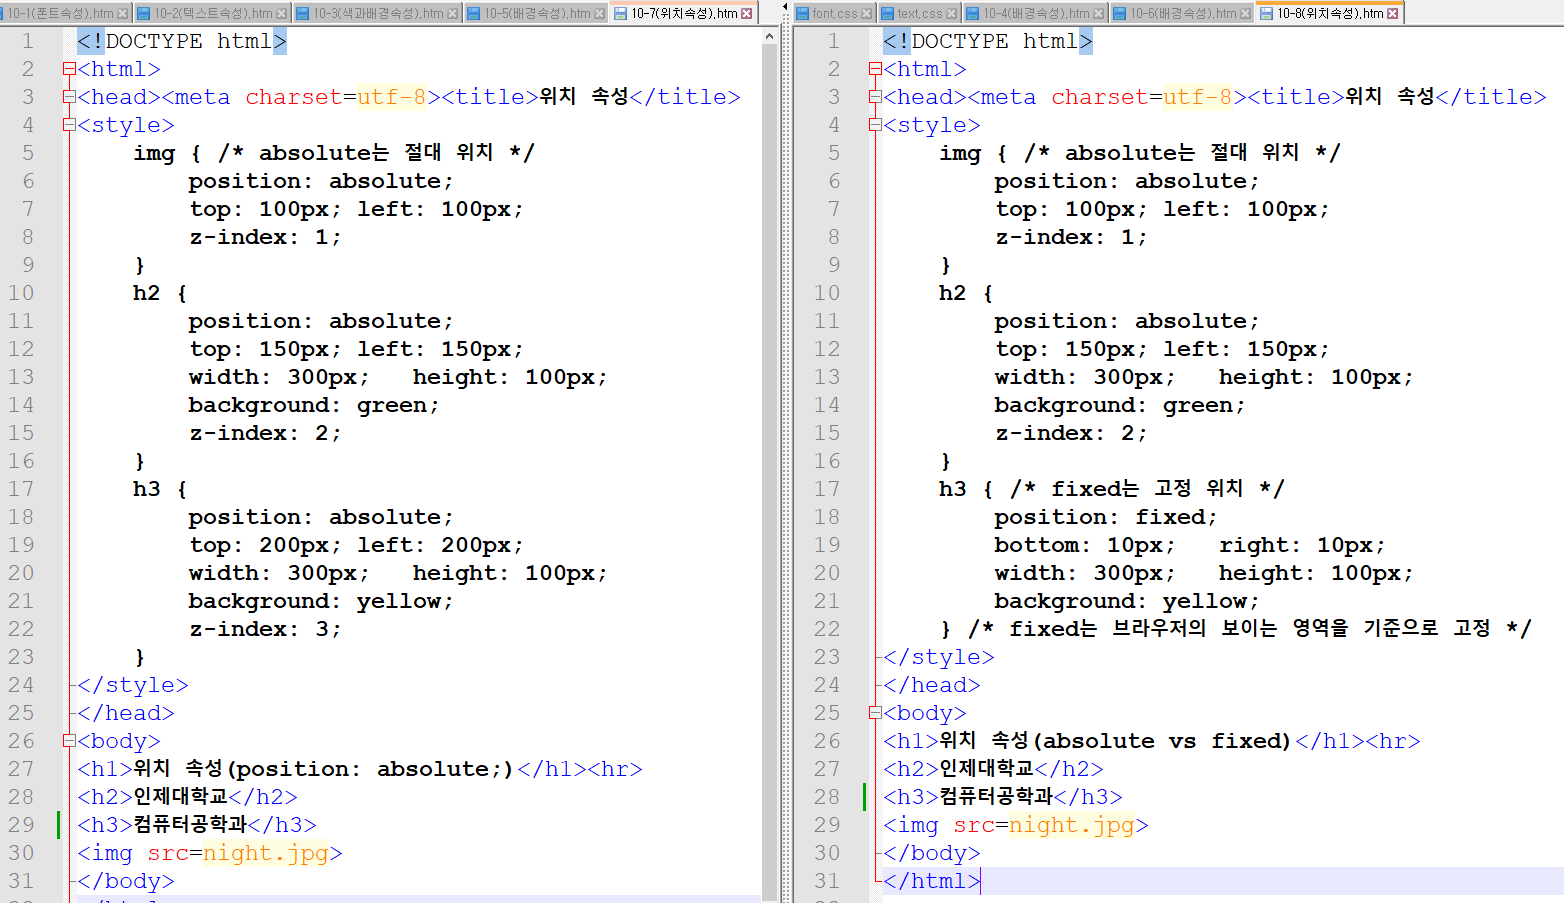 10-1(폰트속성).htm 10-2(텍스트속성).htm 10-3(색과배경속성).htm 10-5(배경속성).htm 10-7(위치속성).htm
1 <!DOCTYPE html>
2 <html>
3 <head><meta charset=utf-8><title>위치 속성</title>
4 <style>
5 img { /* absolute는 절대 위치 */
6 position: absolute;
7 top: 100px; left: 100px;
8 z-index: 1;
9 }
10 h2 {
11 position: absolute;
12 top: 150px; left: 150px;
13 width: 300px; height: 100px;
14 background: green;
15 z-index: 2;
16 }
17 h3 {
18 position: absolute;
19 top: 200px; left: 200px;
20 width: 300px; height: 100px;
21 background: yellow;
22 z-index: 3;
23 }
24 </style>
25 </head>
26 <body>
27 <h1>위치 속성(position: absolute;)</h1><hr>
28 <h2>인제대학교</h2>
29 <h3>컴퓨터공학과</h3>
30 <img src=night.jpg>
31 </body>
font.css text.css 10-4(배경속성).htm 10-6(배경속성).htm 10-8(위치속성).htm
1 <!DOCTYPE html>
2 <html>
3 <head><meta charset=utf-8><title>위치 속성</title>
4 <style>
5 img { /* absolute는 절대 위치 */
6 position: absolute;
7 top: 100px; left: 100px;
8 z-index: 1;
9 }
10 h2 {
11 position: absolute;
12 top: 150px; left: 150px;
13 width: 300px; height: 100px;
14 background: green;
15 z-index: 2;
16 }
17 h3 { /* fixed는 고정 위치 */
18 position: fixed;
19 bottom: 10px; right: 10px;
20 width: 300px; height: 100px;
21 background: yellow;
22 } /* fixed는 브라우저의 보이는 영역을 기준으로 고정 */
23 </style>
24 </head>
25 <body>
26 <h1>위치 속성(absolute vs fixed)</h1><hr>
27 <h2>인제대학교</h2>
28 <h3>컴퓨터공학과</h3>
29 <img src=night.jpg>
30 </body>
31 </html>